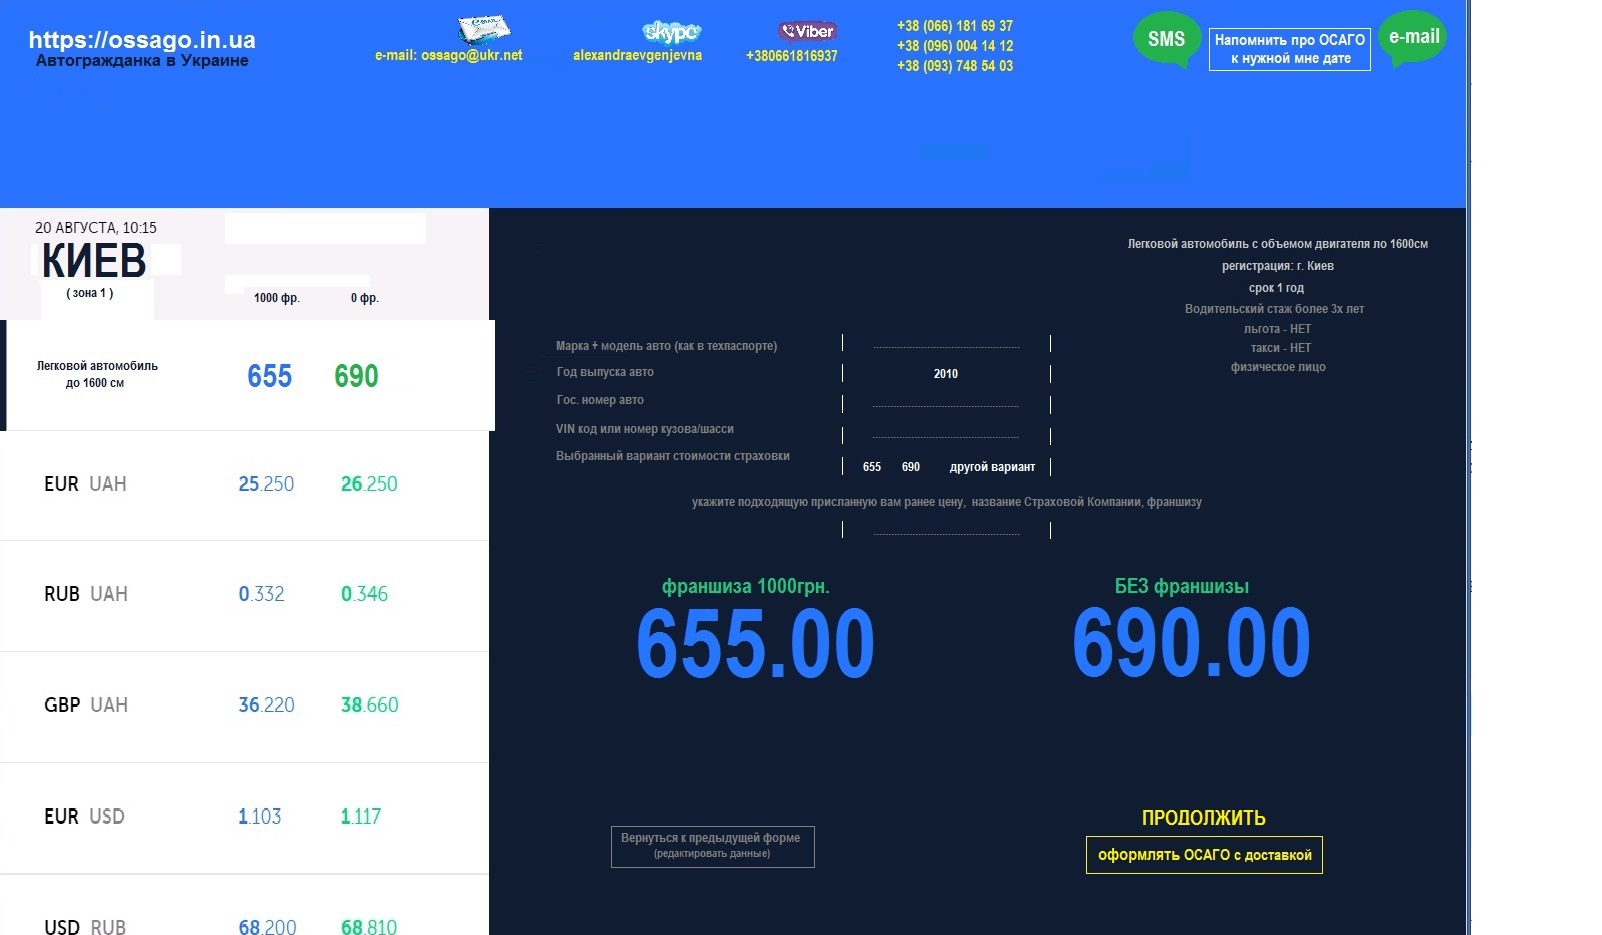 https://ossago.in.ua
Автогражданка в Украине
e-Mail
e-mail: ossago@ukr.net
skype
alexandraevgenjevna
Viber
+380661816937
+38 (066) 181 69 37
+38 (096) 004 14 12
+38 (093) 748 54 03
SMS
Напомнить про ОСАГО
к нужной мне дате
e-mail
20 АВГУСТА, 10:15
КИЕВ
( зона 1 )
1000 фр. 0 фр.
Легковой автомобиль
до 1600 см
655 690
EUR UAH 25.250 26.250
RUB UAH 0.332 0.346
GBP UAH 36.220 38.660
EUR USD 1.103 1.117
USD RUB 68.200 68.810
Легковой автомобиль с объемом двигателя ло 1600см
регистрация: г. Киев
срок 1 год
Водительский стаж более 3х лет
льгота - НЕТ
такси - НЕТ
физическое лицо
Марка + модель авто (как в техпаспорте)
Год выпуска авто 2010
Гос. номер авто
VIN код или номер кузова/шасси
Выбранный вариант стоимости страховки 655 690 другой вариант
укажите подходящую присланную вам ранее цену, название Страховой Компании, франшизу
франшиза 1000грн.
655.00
БЕЗ франшизы
690.00
Вернуться к предыдущей форме
(редактировать данные)
ПРОДОЛЖИТЬ
оформлять ОСАГО с доставкой